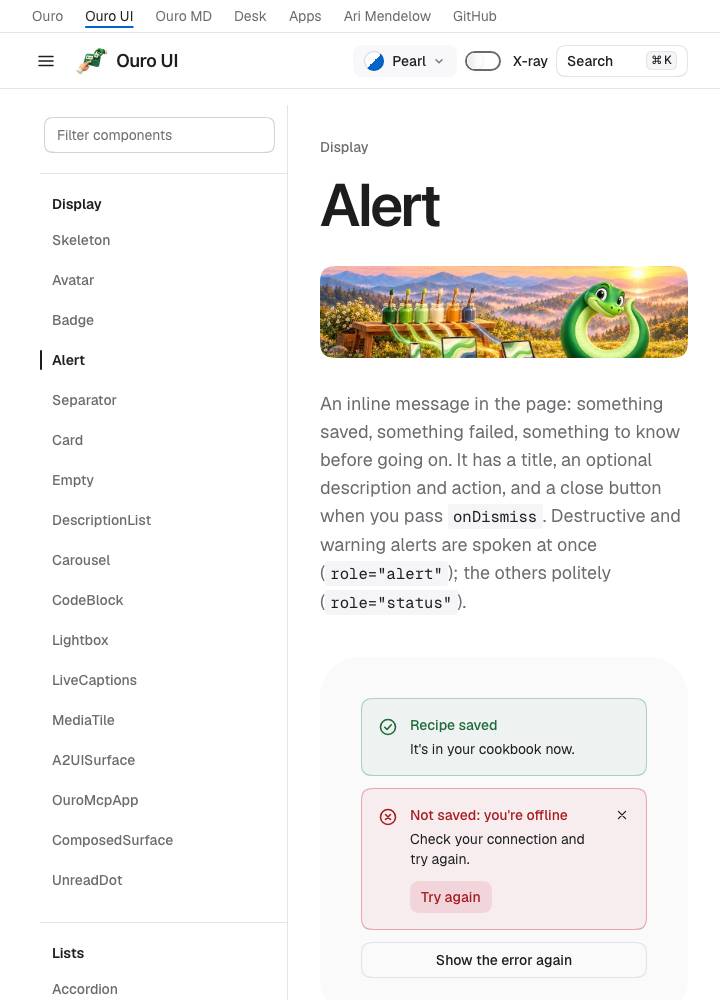 Ouro
Ouro UI
Ouro MD
Desk
Apps
Ari Mendelow
GitHub
Ouro UI
Pearl
X-ray
Search
⌘ K
Filter components
Display
Skeleton
Avatar
Badge
Alert
Separator
Card
Empty
DescriptionList
Carousel
CodeBlock
Lightbox
LiveCaptions
MediaTile
A2UISurface
OuroMcpApp
ComposedSurface
UnreadDot
Lists
Accordion
Display
Alert
An inline message in the page: something
saved, something failed, something to know
before going on. It has a title, an optional
description and action, and a close button
when you pass onDismiss. Destructive and
warning alerts are spoken at once
(role="alert"); the others politely
(role="status").
Recipe saved
It's in your cookbook now.
Not saved: you're offline
Check your connection and
try again.
Try again
Show the error again